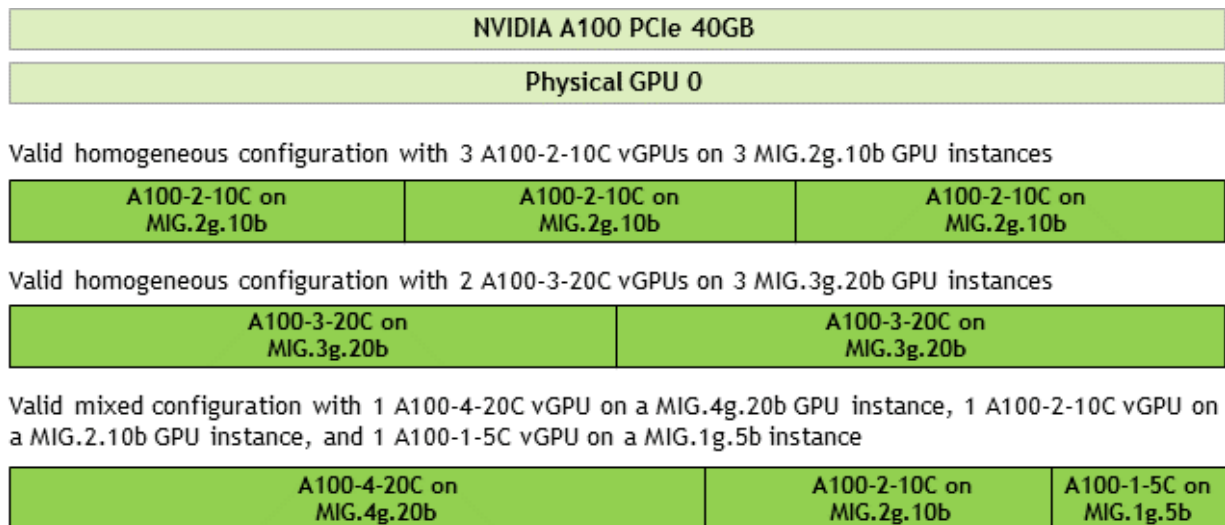 NVIDIA A100 PCIe 40GB
Physical GPU 0
Valid homogeneous configuration with 3 A100-2-10C vGPUs on 3 MIG.2g.10b GPU instances
A100-2-10C on
MIG.2g.10b
A100-2-10C on
MIG.2g.10b
A100-2-10C on
MIG.2g.10b
Valid homogeneous configuration with 2 A100-3-20C vGPUs on 3 MIG.3g.20b GPU instances
A100-3-20C on
MIG.3g.20b
A100-3-20C on
MIG.3g.20b
Valid mixed configuration with 1 A100-4-20C vGPU on a MIG.4g.20b GPU instance, 1 A100-2-10C vGPU on
a MIG.2.10b GPU instance, and 1 A100-1-5C vGPU on a MIG.1g.5b instance
A100-4-20C on
MIG.4g.20b
A100-2-10C on
MIG.2g.10b
A100-1-5C on
MIG.1g.5b